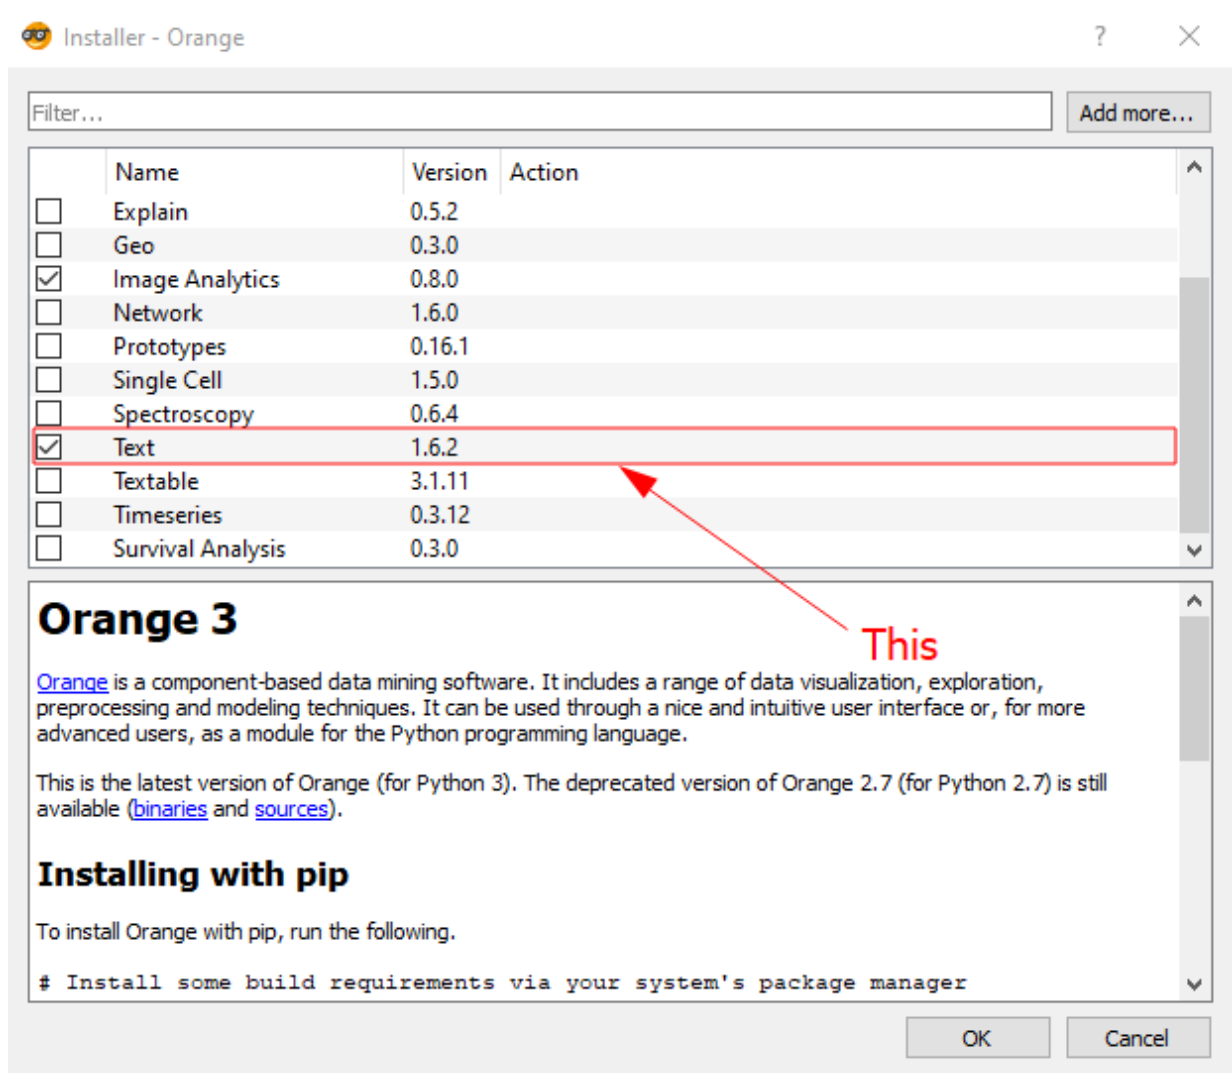 Installer - Orange
?
Filter...
Add more...
Name Version Action
Explain 0.5.2
Geo 0.3.0
Image Analytics 0.8.0
Network 1.6.0
Prototypes 0.16.1
Single Cell 1.5.0
Spectroscopy 0.6.4
Text 1.6.2
Textable 3.1.11
Timeseries 0.3.12
Survival Analysis 0.3.0
This
Orange 3
Orange is a component-based data mining software. It includes a range of data visualization, exploration,
preprocessing and modeling techniques. It can be used through a nice and intuitive user interface or, for more
advanced users, as a module for the Python programming language.
This is the latest version of Orange (for Python 3). The deprecated version of Orange 2.7 (for Python 2.7) is still
available (binaries and sources).
Installing with pip
To install Orange with pip, run the following.
# Install some build requirements via your system's package manager
OK
Cancel